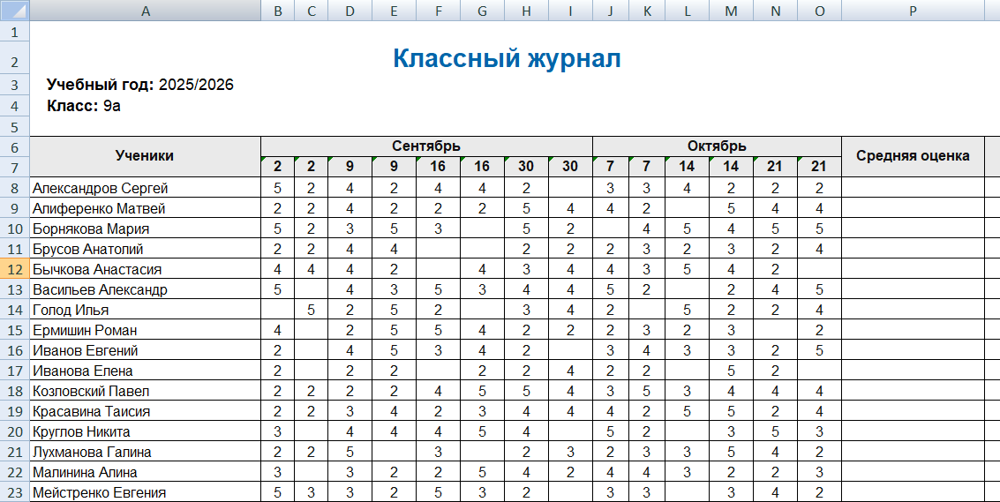 A B C D E F G H I J K L M N O P
1
2 Классный журнал
3 Учебный год: 2025/2026
4 Класс: 9а
5
6 Ученики Сентябрь Октябрь Средняя оценка
7 2 2 9 9 16 16 30 30 7 7 14 14 21 21
8 Александров Сергей 5 2 4 2 4 4 2 3 3 4 2 2 2
9 Алиференко Матвей 2 2 4 2 2 2 5 4 4 2 5 4 4
10 Борнякова Мария 5 2 3 5 3 5 2 4 5 4 5 5
11 Брусов Анатолий 2 2 4 4 2 2 2 3 2 3 2 4
12 Бычкова Анастасия 4 4 4 2 4 3 4 4 3 5 4 2
13 Васильев Александр 5 4 3 5 3 4 4 5 2 2 4 5
14 Голод Илья 5 2 5 2 3 4 2 5 2 2 4
15 Ермишин Роман 4 2 5 5 4 2 2 2 3 2 3 2
16 Иванов Евгений 2 4 5 3 4 2 3 4 3 3 2 5
17 Иванова Елена 2 2 2 2 2 4 2 2 5 2
18 Козловский Павел 2 2 2 2 4 5 5 4 3 5 3 4 4 4
19 Красавина Таисия 2 2 3 4 2 3 4 4 4 2 5 5 2 4
20 Круглов Никита 3 4 4 4 5 4 5 2 3 5 3
21 Лухманова Галина 2 2 5 3 2 3 2 3 3 5 4 2
22 Малинина Алина 3 3 2 2 5 4 2 4 4 3 2 2 3
23 Мейстренко Евгения 5 3 3 2 5 3 2 3 3 3 4 2